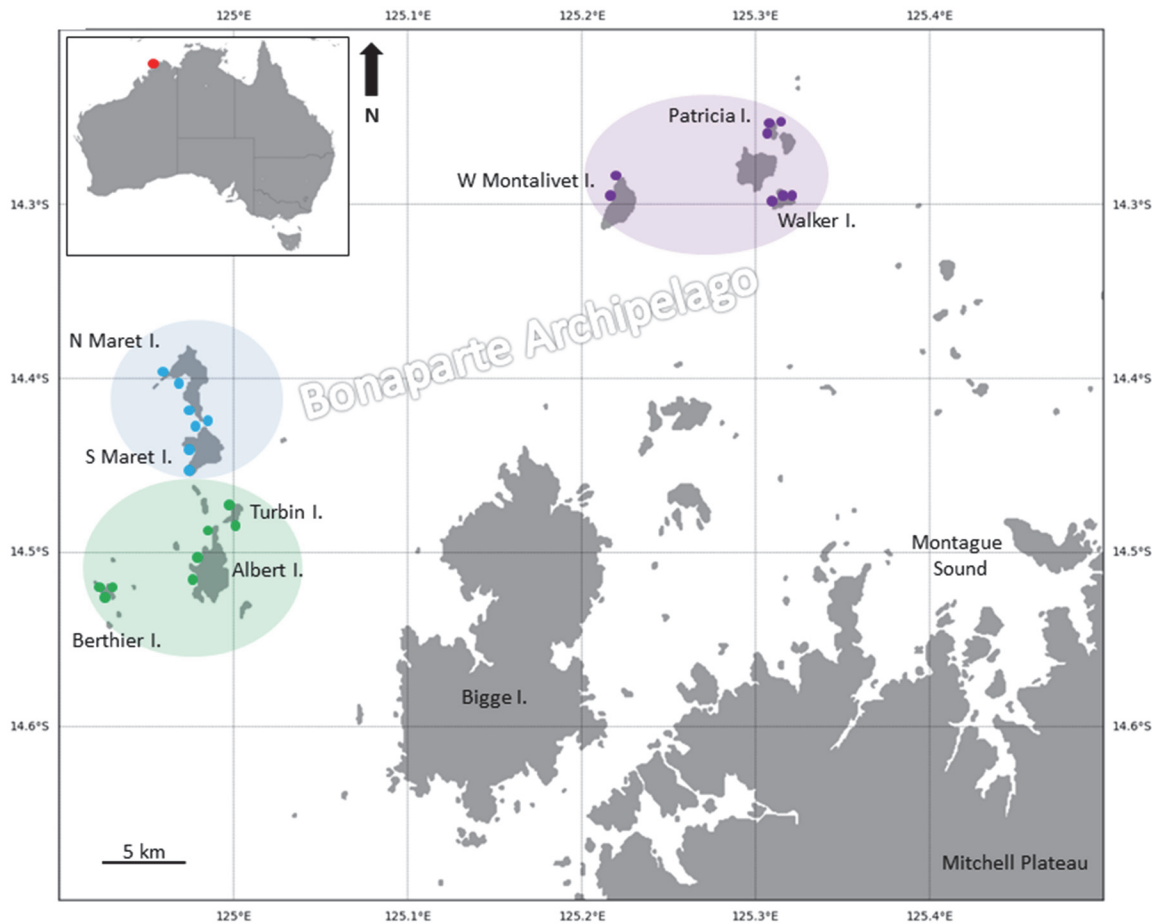 125°E 125.1°E 125.2°E 125.3°E 125.4°E
N
Patricia I.
W Montalivet I.
14.3°S 14.3°S
Walker I.
Bonaparte Archipelago
N Maret I.
14.4°S 14.4°S
S Maret I.
Turbin I.
14.5°S 14.5°S
Montague
Sound
Albert I.
Berthier I.
Bigge I.
14.6°S 14.6°S
5 km
Mitchell Plateau
125°E 125.1°E 125.2°E 125.3°E 125.4°E